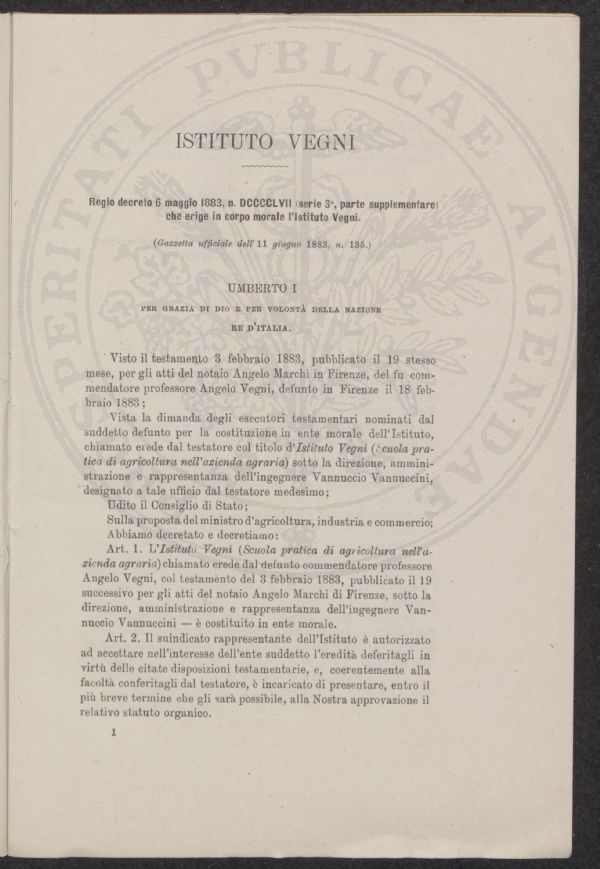 ISTITUTO VEGNI
Regio decreto 6 maggio 1883, n. DCCCCLVII (serie 3ª, parte supplementare)
che erige in corpo morale l'Istituto Vegni.
(Gazzetta ufficiale dell' 11 giugno 1883, n. 135.)
UMBERTO I
PER GRAZIA DI DIO E PER VOLONTÀ DELLA NAZIONE
RE D'ITALIA.
Visto il testamento 3 febbraio 1883, pubblicato il 19 stesso
mese, per gli atti del notaio Angelo Marchi in Firenze, del fu com-
mendatore professore Angelo Vegni, defunto in Firenze il 18 feb-
braio 1883;
Vista la dimanda degli esecutori testamentari nominati dal
suddetto defunto per la costituzione in ente morale dell'Istituto,
chiamato erede dal testatore col titolo d'Istituto Vegni (Scuola pra-
tica di agricoltura nell'azienda agraria) sotto la direzione, ammini-
strazione e rappresentanza dell'ingegnere Vannuccio Vannuccini,
designato a tale ufficio dal testatore medesimo;
Udito il Consiglio di Stato;
Sulla proposta del ministro d'agricoltura, industria e commercio;
Abbiamo decretato e decretiamo:
Art. 1. L'Istituto Vegni (Scuola pratica di agricoltura nell'a-
zienda agraria) chiamato erede dal defunto commendatore professore
Angelo Vegni, col testamento del 3 febbraio 1883, pubblicato il 19
successivo per gli atti del notaio Angelo Marchi di Firenze, sotto la
direzione, amministrazione e rappresentanza dell'ingegnere Van-
nuccio Vannuccini — è costituito in ente morale.
Art. 2. Il suindicato rappresentante dell'Istituto è autorizzato
ad accettare nell'interesse dell'ente suddetto l'eredità deferitagli in
virtù delle citate disposizioni testamentarie, e, coerentemente alla
facoltà conferitagli dal testatore, è incaricato di presentare, entro il
più breve termine che gli sarà possibile, alla Nostra approvazione il
relativo statuto organico.
1
PVBLICAE
AVGENDAE
SPERITATI